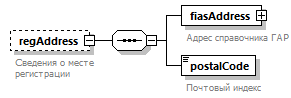 fiasAddress
Адрес справочника ГАР
regAddress
Сведения о месте
регистрации
postalCode
Почтовый индекс